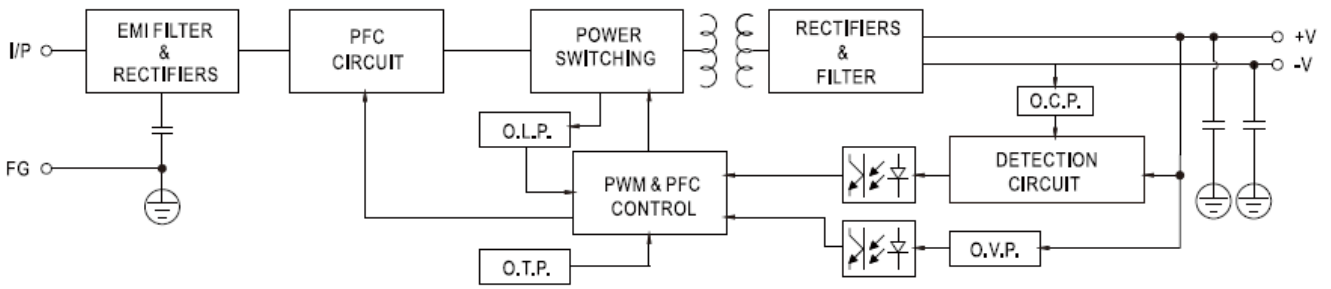 I/P
EMI FILTER
&
RECTIFIERS
PFC
CIRCUIT
POWER
SWITCHING
RECTIFIERS
&
FILTER
+V
-V
O.C.P.
O.L.P.
FG
PWM & PFC
CONTROL
DETECTION
CIRCUIT
O.T.P.
O.V.P.